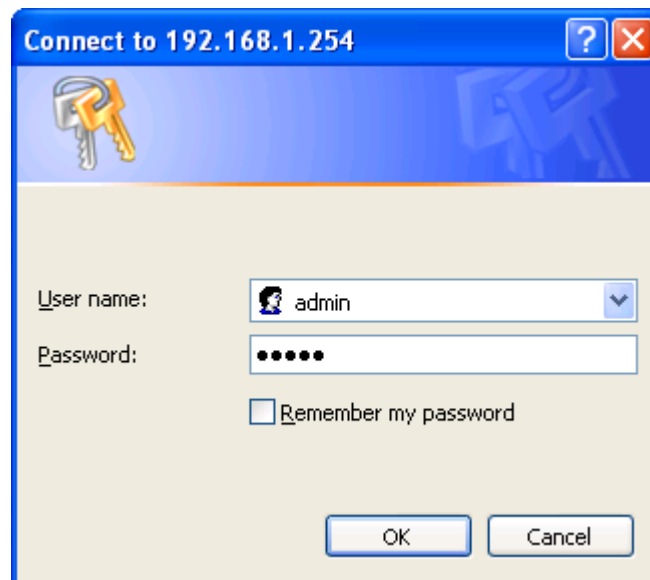 Connect to 192.168.1.254
User name: admin
Password: •••••
Remember my password
OK Cancel